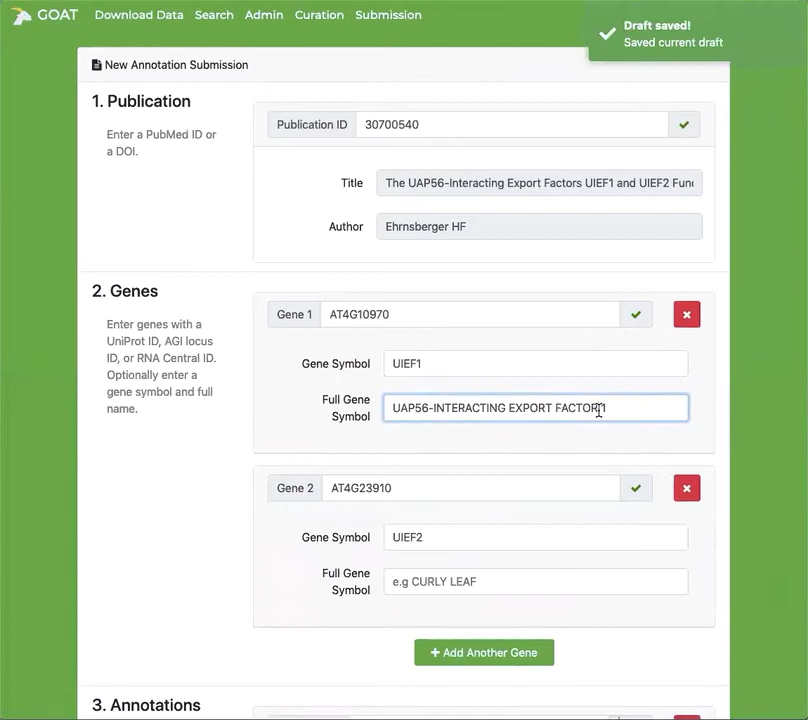 GOAT Download Data Search Admin Curation Submission
Draft saved!
Saved current draft
New Annotation Submission
1. Publication
Enter a PubMed ID or
a DOI.
Publication ID 30700540
Title The UAP56-Interacting Export Factors UIEF1 and UIEF2 Func
Author Ehrnsberger HF
2. Genes
Enter genes with a
UniProt ID, AGI locus
ID, or RNA Central ID.
Optionally enter a
gene symbol and full
name.
Gene 1 AT4G10970
Gene Symbol UIEF1
Full Gene
Symbol
UAP56-INTERACTING EXPORT FACTOR1
Gene 2 AT4G23910
Gene Symbol UIEF2
Full Gene
Symbol
e.g CURLY LEAF
Add Another Gene
3. Annotations